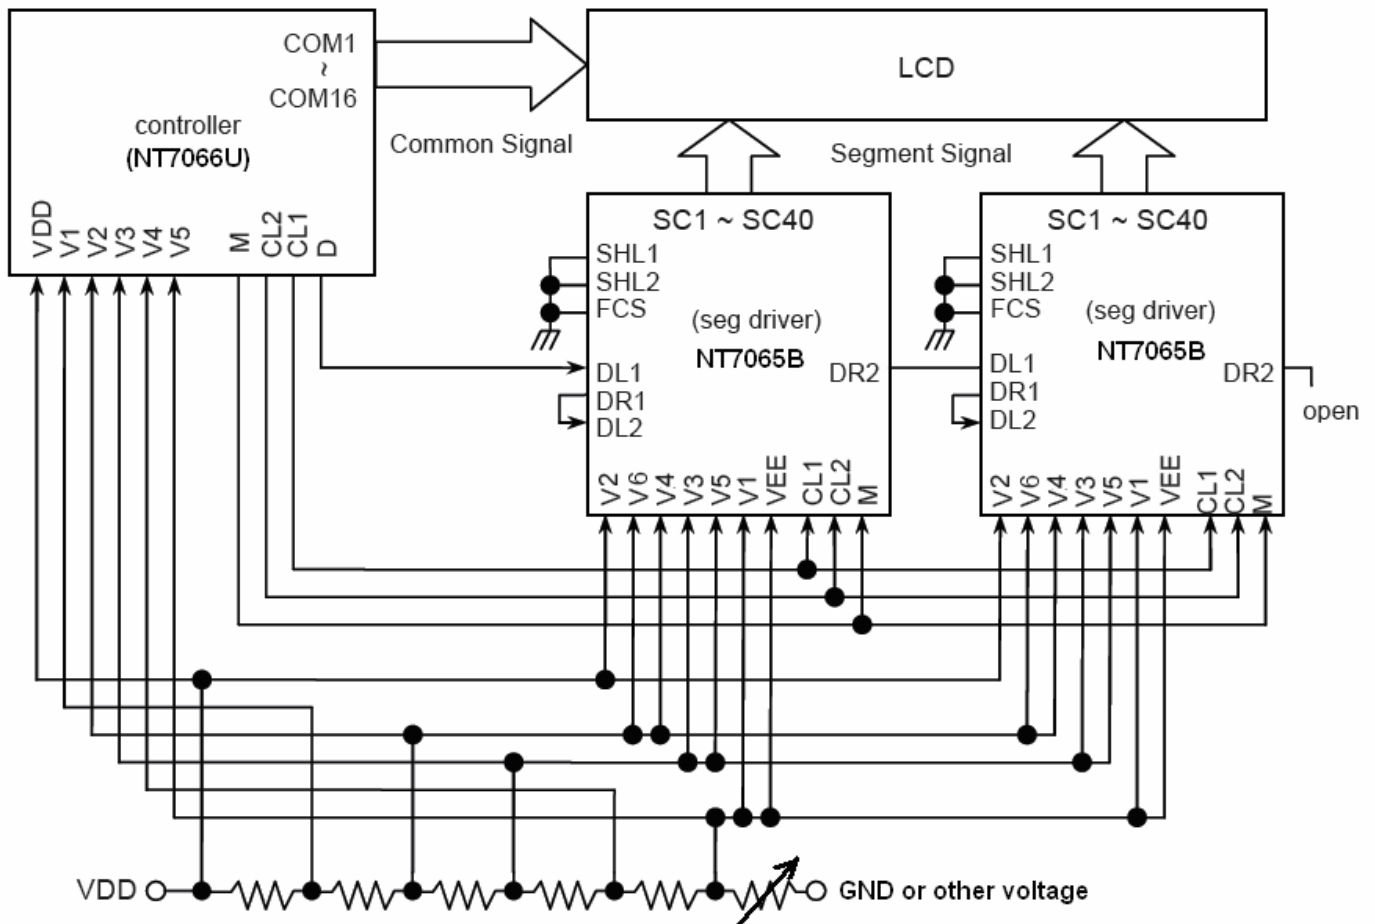 COM1
~
COM16
controller
(NT7066U)
VDD
V1
V2
V3
V4
V5
M
CL2
CL1
D
Common Signal
LCD
Segment Signal
SC1 ~ SC40
SHL1
SHL2
FCS
(seg driver)
NT7065B
DL1
DR1
DL2
DR2
V2
V6
V4
V3
V5
V1
VEE
CL1
CL2
M
SC1 ~ SC40
SHL1
SHL2
FCS
(seg driver)
NT7065B
DL1
DR1
DL2
DR2
open
V2
V6
V4
V3
V5
V1
VEE
CL1
CL2
M
VDD
GND or other voltage